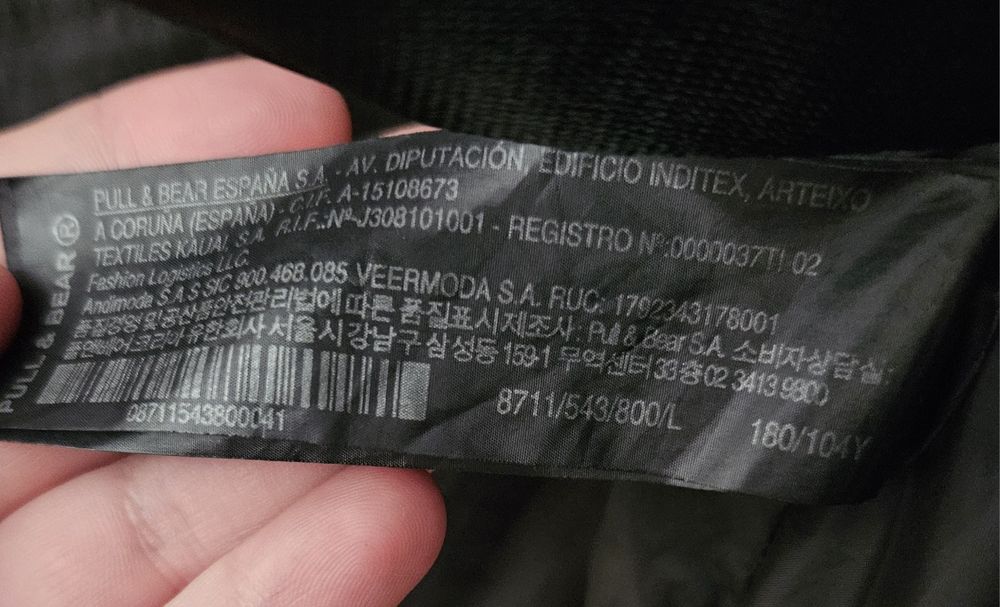 PULL & BEAR®
PULL & BEAR ESPAÑA S.A. - AV. DIPUTACIÓN EDIFICIO INDITEX, ARTEIXO
A CORUÑA (ESPAÑA) - C.I.F. A-15108673
TEXTILES KAUAI, S.A. R.I.F..Nº-J308101001 - REGISTRO Nº:0000037TI 02
Fashion Logistics LLC.
Andimoda S.A.S SIC 900.468.085 VEERMODA S.A. RUC: 1792343178001
품질경영 및 공산품안전관리법에 따른 품질표시제조사: Pull & Bear S.A. 소비자상담실:
서울시 강남구 삼성동 159-1 무역센터 33층 02 3413 9800
08711543800041
8711/543/800/L
180/104Y